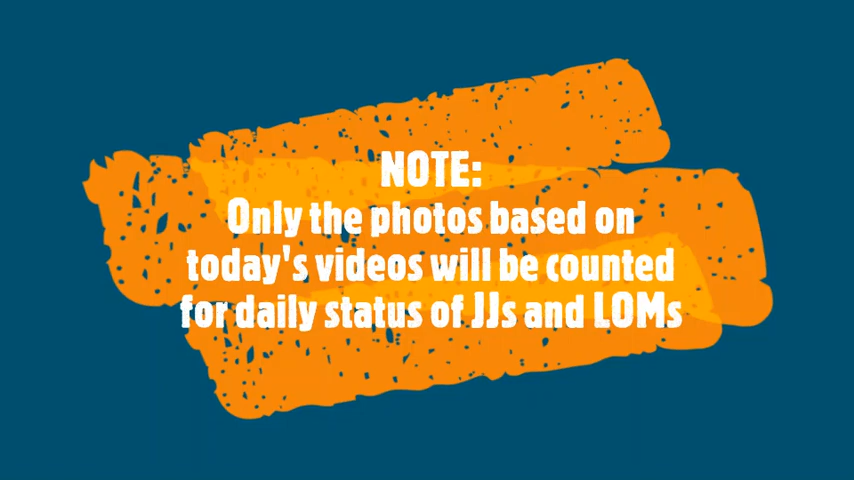 NOTE:
Only the photos based on
today's videos will be counted
for daily status of JJs and LOMs